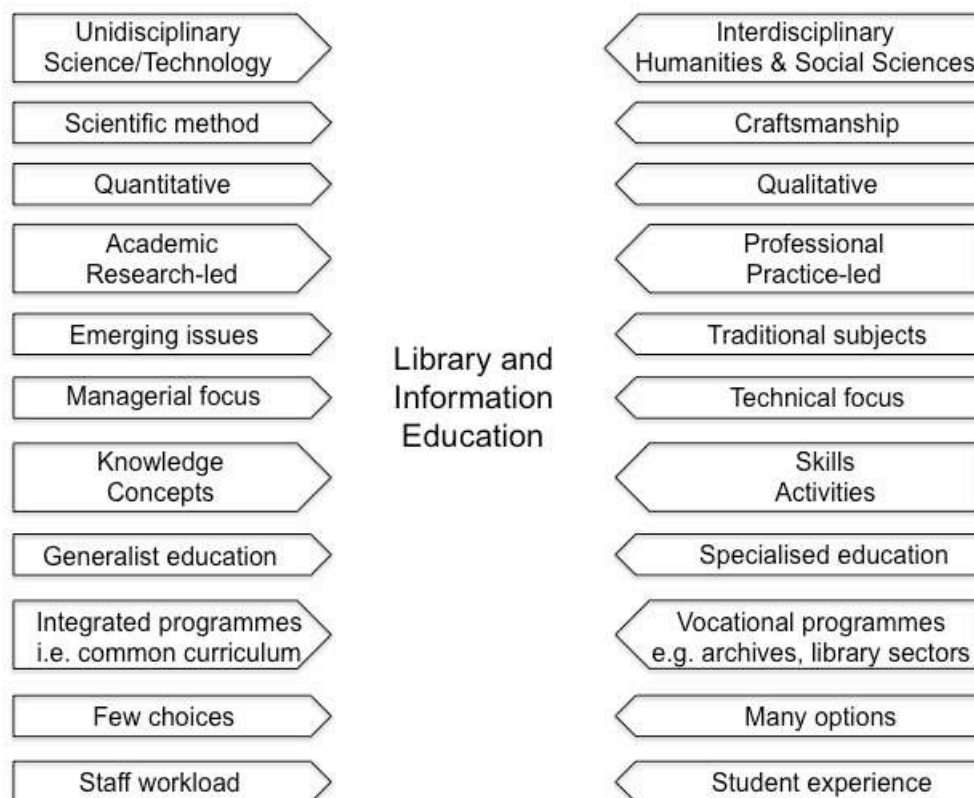 Unidisciplinary
Science/Technology
Interdisciplinary
Humanities & Social Sciences
Scientific method
Craftsmanship
Quantitative
Qualitative
Academic
Research-led
Professional
Practice-led
Emerging issues
Traditional subjects
Library and
Information
Education
Managerial focus
Technical focus
Knowledge
Concepts
Skills
Activities
Generalist education
Specialised education
Integrated programmes
i.e. common curriculum
Vocational programmes
e.g. archives, library sectors
Few choices
Many options
Staff workload
Student experience